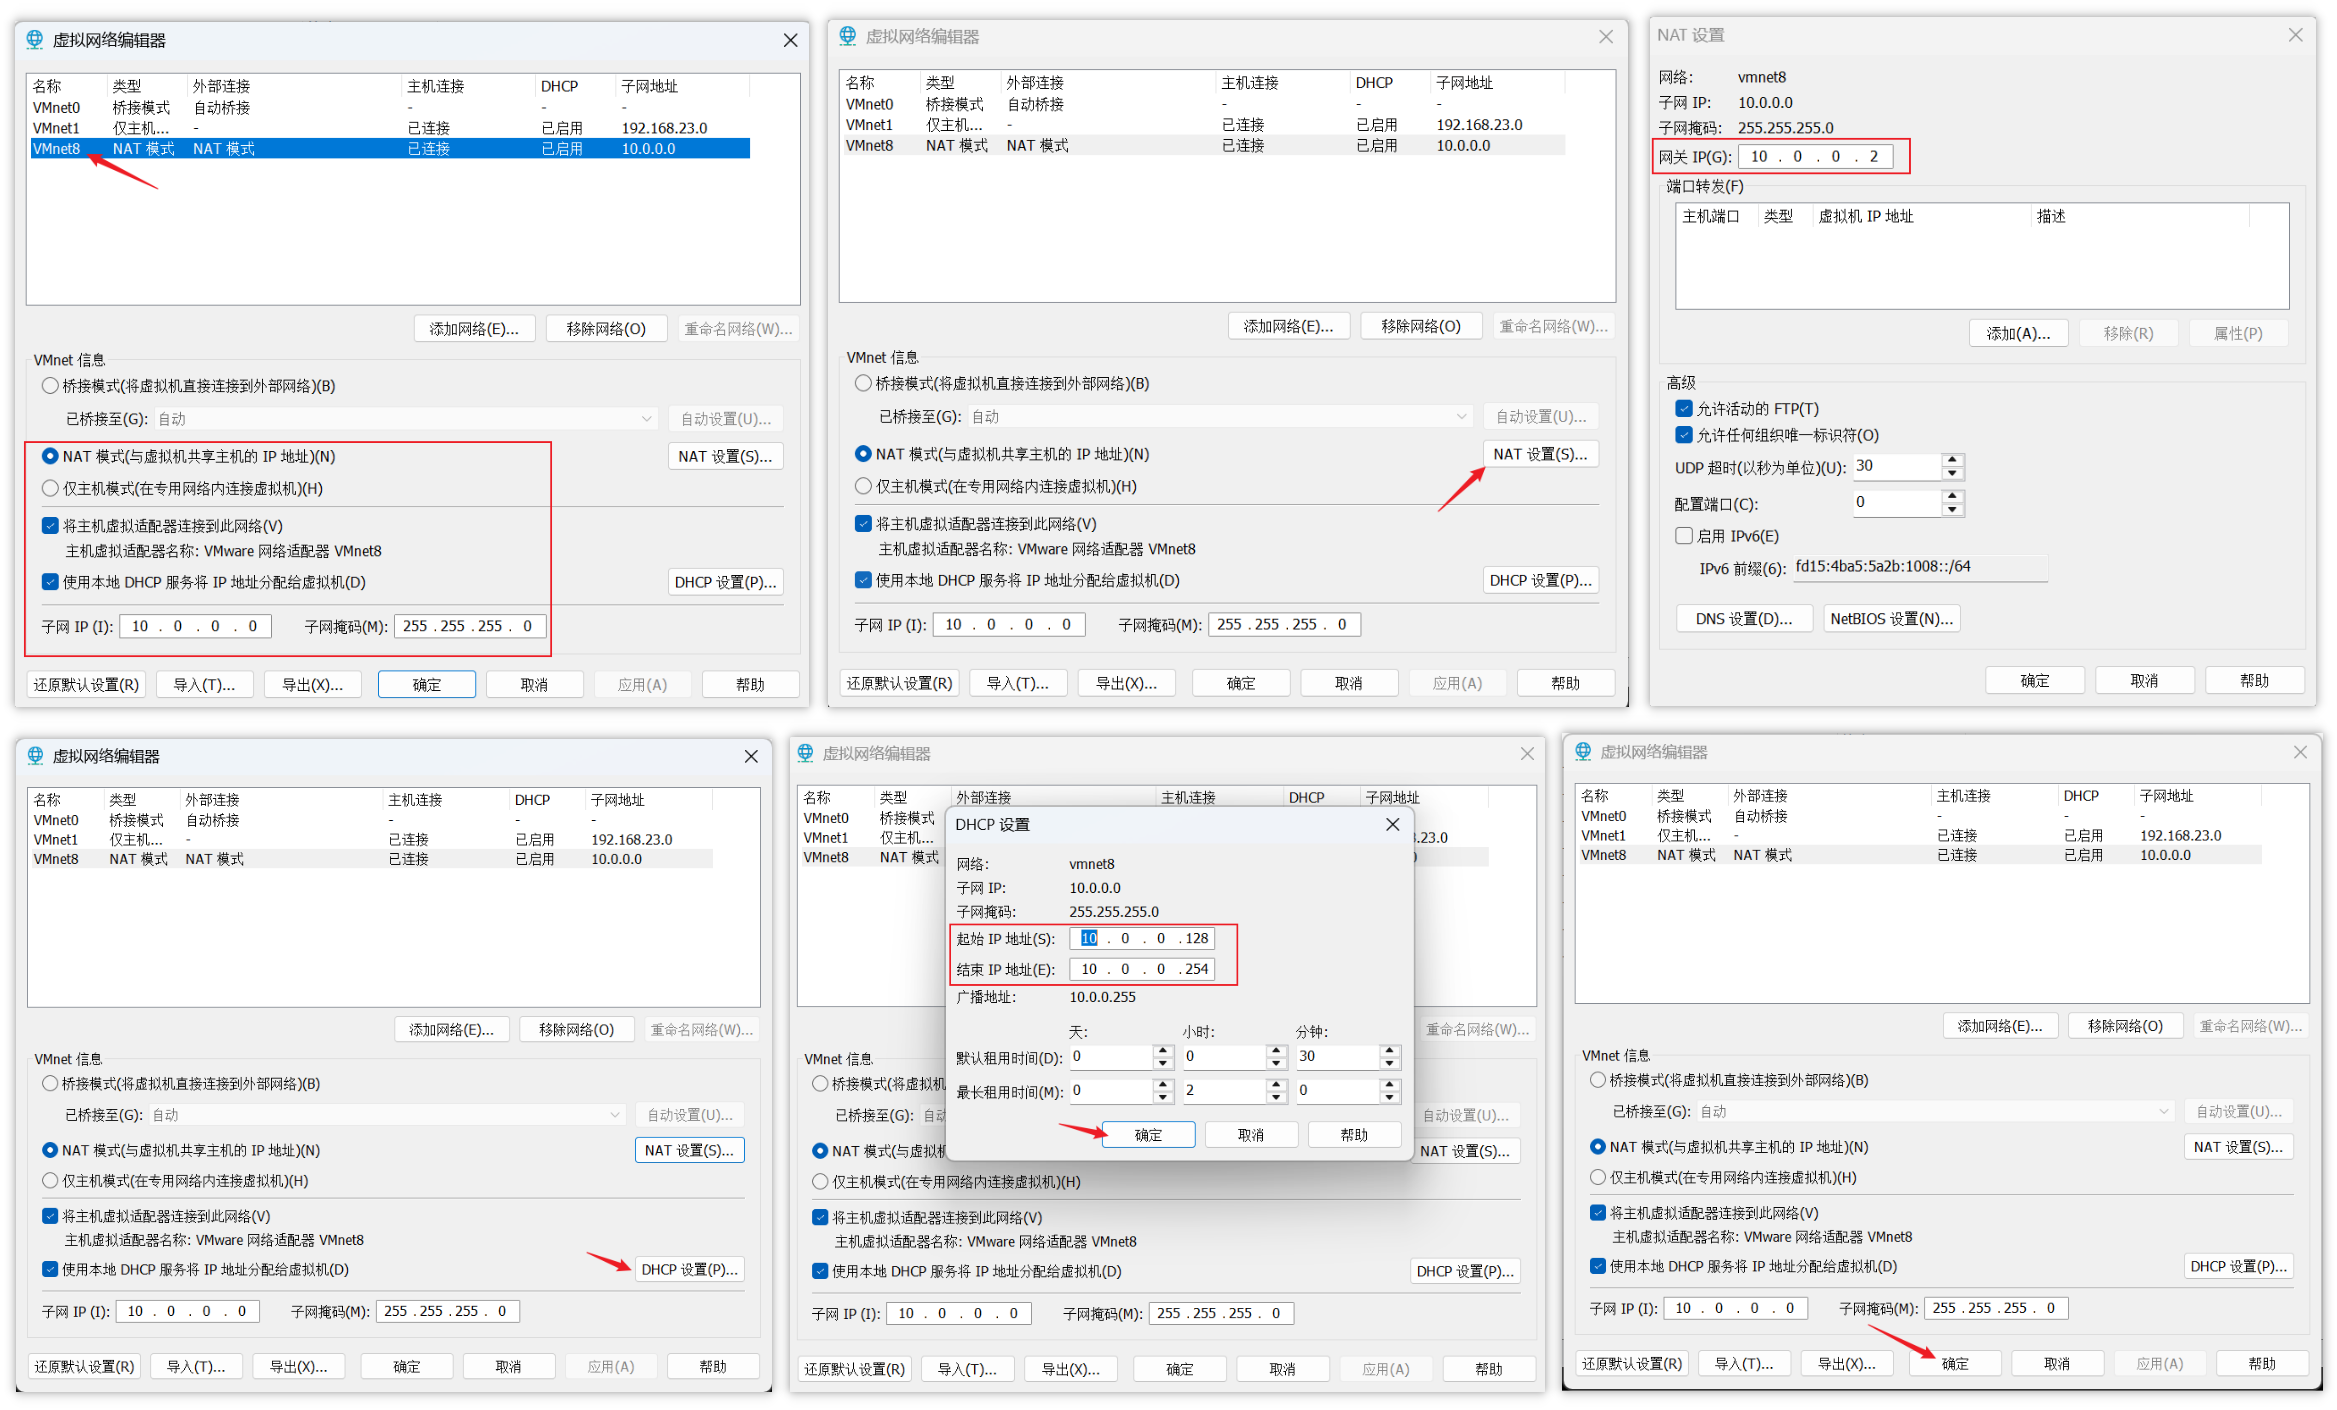 虚拟网络编辑器
名称 类型 外部连接 主机连接 DHCP 子网地址
VMnet0 桥接模式 自动桥接 - - -
VMnet1 仅主机... - 已连接 已启用 192.168.23.0
VMnet8 NAT 模式 NAT 模式 已连接 已启用 10.0.0.0
添加网络(E)... 移除网络(O) 重命名网络(W)...
VMnet 信息
桥接模式(将虚拟机直接连接到外部网络)(B)
已桥接至(G): 自动 自动设置(U)...
NAT 模式(与虚拟机共享主机的 IP 地址)(N) NAT 设置(S)...
仅主机模式(在专用网络内连接虚拟机)(H)
将主机虚拟适配器连接到此网络(V)
主机虚拟适配器名称: VMware 网络适配器 VMnet8
使用本地 DHCP 服务将 IP 地址分配给虚拟机(D) DHCP 设置(P)...
子网 IP (I): 10 . 0 . 0 . 0 子网掩码(M): 255 . 255 . 255 . 0
还原默认设置(R) 导入(T)... 导出(X)... 确定 取消 应用(A) 帮助
虚拟网络编辑器
名称 类型 外部连接 主机连接 DHCP 子网地址
VMnet0 桥接模式 自动桥接 - - -
VMnet1 仅主机... - 已连接 已启用 192.168.23.0
VMnet8 NAT 模式 NAT 模式 已连接 已启用 10.0.0.0
添加网络(E)... 移除网络(O) 重命名网络(W)...
VMnet 信息
桥接模式(将虚拟机直接连接到外部网络)(B)
已桥接至(G): 自动 自动设置(U)...
NAT 模式(与虚拟机共享主机的 IP 地址)(N) NAT 设置(S)...
仅主机模式(在专用网络内连接虚拟机)(H)
将主机虚拟适配器连接到此网络(V)
主机虚拟适配器名称: VMware 网络适配器 VMnet8
使用本地 DHCP 服务将 IP 地址分配给虚拟机(D) DHCP 设置(P)...
子网 IP (I): 10 . 0 . 0 . 0 子网掩码(M): 255 . 255 . 255 . 0
还原默认设置(R) 导入(T)... 导出(X)... 确定 取消 应用(A) 帮助
NAT 设置
网络: vmnet8
子网 IP: 10.0.0.0
子网掩码: 255.255.255.0
网关 IP(G): 10 . 0 . 0 . 2
端口转发(F)
主机端口 类型 虚拟机 IP 地址 描述
添加(A)... 移除(R) 属性(P)
高级
允许活动的 FTP(T)
允许任何组织唯一标识符(O)
UDP 超时(以秒为单位)(U): 30
配置端口(C): 0
启用 IPv6(E)
IPv6 前缀(6): fd15:4ba5:5a2b:1008::/64
DNS 设置(D)... NetBIOS 设置(N)...
确定 取消 帮助
虚拟网络编辑器
名称 类型 外部连接 主机连接 DHCP 子网地址
VMnet0 桥接模式 自动桥接 - - -
VMnet1 仅主机... - 已连接 已启用 192.168.23.0
VMnet8 NAT 模式 NAT 模式 已连接 已启用 10.0.0.0
添加网络(E)... 移除网络(O) 重命名网络(W)...
VMnet 信息
桥接模式(将虚拟机直接连接到外部网络)(B)
已桥接至(G): 自动 自动设置(U)...
NAT 模式(与虚拟机共享主机的 IP 地址)(N) NAT 设置(S)...
仅主机模式(在专用网络内连接虚拟机)(H)
将主机虚拟适配器连接到此网络(V)
主机虚拟适配器名称: VMware 网络适配器 VMnet8
使用本地 DHCP 服务将 IP 地址分配给虚拟机(D) DHCP 设置(P)...
子网 IP (I): 10 . 0 . 0 . 0 子网掩码(M): 255 . 255 . 255 . 0
还原默认设置(R) 导入(T)... 导出(X)... 确定 取消 应用(A) 帮助
虚拟网络编辑器
名称 类型 外部连接 主机连接 DHCP 子网地址
VMnet0 桥接模式
VMnet1 仅主机... .23.0
VMnet8 NAT 模式
DHCP 设置
网络: vmnet8
子网 IP: 10.0.0.0
子网掩码: 255.255.255.0
起始 IP 地址(S): 10 . 0 . 0 . 128
结束 IP 地址(E): 10 . 0 . 0 . 254
广播地址: 10.0.0.255
天: 小时: 分钟:
默认租用时间(D): 0 0 30
最长租用时间(M): 0 2 0
确定 取消 帮助
重命名网络(W)...
VMnet 信息
桥接模式(将虚拟机
已桥接至(G): 自动 自动设置(U)...
NAT 模式(与虚拟机 NAT 设置(S)...
仅主机模式(在专用网络内连接虚拟机)(H)
将主机虚拟适配器连接到此网络(V)
主机虚拟适配器名称: VMware 网络适配器 VMnet8
使用本地 DHCP 服务将 IP 地址分配给虚拟机(D) DHCP 设置(P)...
子网 IP (I): 10 . 0 . 0 . 0 子网掩码(M): 255 . 255 . 255 . 0
还原默认设置(R) 导入(T)... 导出(X)... 确定 取消 应用(A) 帮助
虚拟网络编辑器
名称 类型 外部连接 主机连接 DHCP 子网地址
VMnet0 桥接模式 自动桥接 - - -
VMnet1 仅主机... - 已连接 已启用 192.168.23.0
VMnet8 NAT 模式 NAT 模式 已连接 已启用 10.0.0.0
添加网络(E)... 移除网络(O) 重命名网络(W)...
VMnet 信息
桥接模式(将虚拟机直接连接到外部网络)(B)
已桥接至(G): 自动 自动设置(U)...
NAT 模式(与虚拟机共享主机的 IP 地址)(N) NAT 设置(S)...
仅主机模式(在专用网络内连接虚拟机)(H)
将主机虚拟适配器连接到此网络(V)
主机虚拟适配器名称: VMware 网络适配器 VMnet8
使用本地 DHCP 服务将 IP 地址分配给虚拟机(D) DHCP 设置(P)...
子网 IP (I): 10 . 0 . 0 . 0 子网掩码(M): 255 . 255 . 255 . 0
还原默认设置(R) 导入(T)... 导出(X)... 确定 取消 应用(A) 帮助